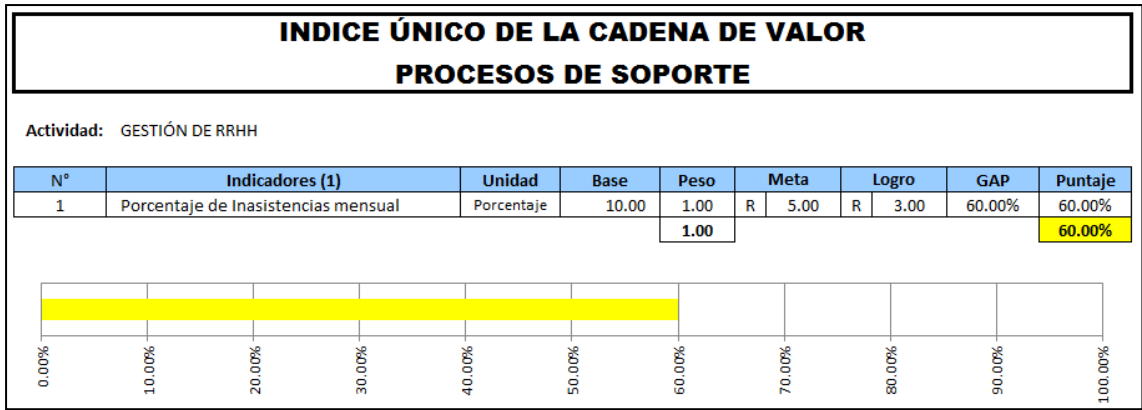 INDICE ÚNICO DE LA CADENA DE VALOR
PROCESOS DE SOPORTE
Actividad: GESTIÓN DE RRHH
N° Indicadores (1) Unidad Base Peso Meta Logro GAP Puntaje
1 Porcentaje de Inasistencias mensual Porcentaje 10.00 1.00 R 5.00 R 3.00 60.00% 60.00%
1.00 60.00%
0.00% 10.00% 20.00% 30.00% 40.00% 50.00% 60.00% 70.00% 80.00% 90.00% 100.00%